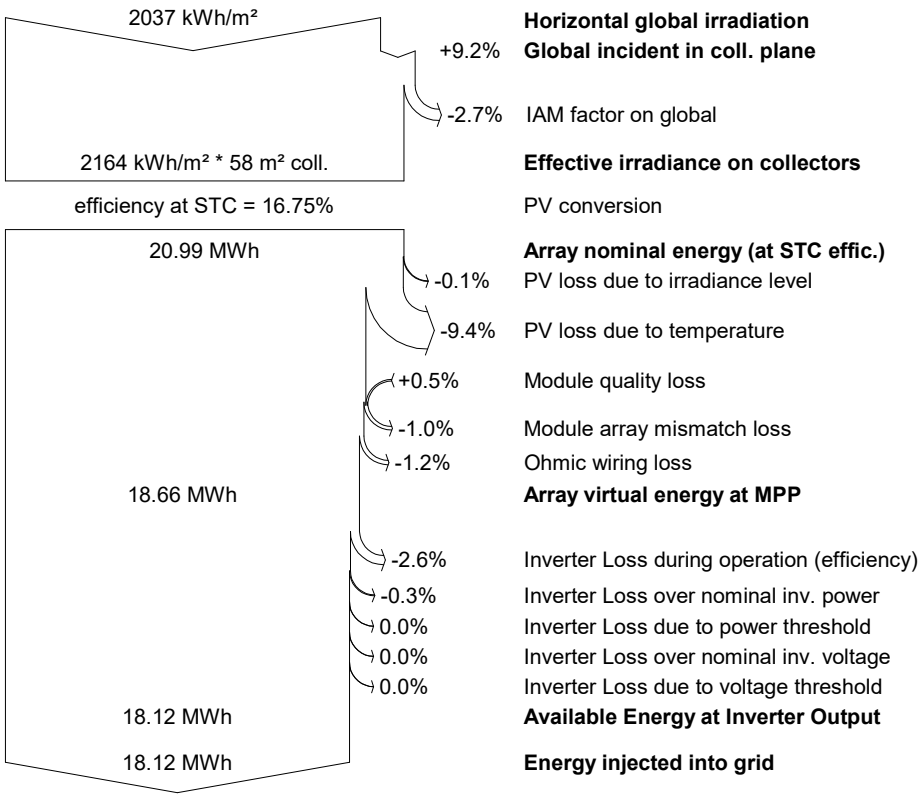 2037 kWh/m² Horizontal global irradiation
+9.2% Global incident in coll. plane
-2.7% IAM factor on global
2164 kWh/m² * 58 m² coll. Effective irradiance on collectors
efficiency at STC = 16.75% PV conversion
20.99 MWh Array nominal energy (at STC effic.)
-0.1% PV loss due to irradiance level
-9.4% PV loss due to temperature
+0.5% Module quality loss
-1.0% Module array mismatch loss
-1.2% Ohmic wiring loss
18.66 MWh Array virtual energy at MPP
-2.6% Inverter Loss during operation (efficiency)
-0.3% Inverter Loss over nominal inv. power
0.0% Inverter Loss due to power threshold
0.0% Inverter Loss over nominal inv. voltage
0.0% Inverter Loss due to voltage threshold
18.12 MWh Available Energy at Inverter Output
18.12 MWh Energy injected into grid